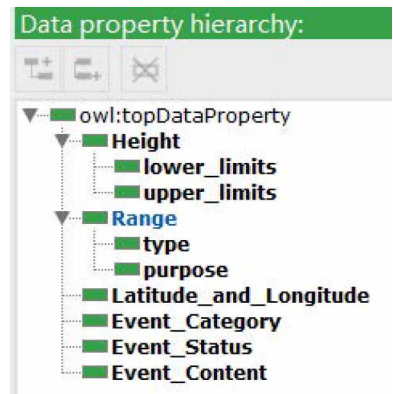 Data property hierarchy:
owl:topDataProperty
Height
lower_limits
upper_limits
Range
type
purpose
Latitude_and_Longitude
Event_Category
Event_Status
Event_Content